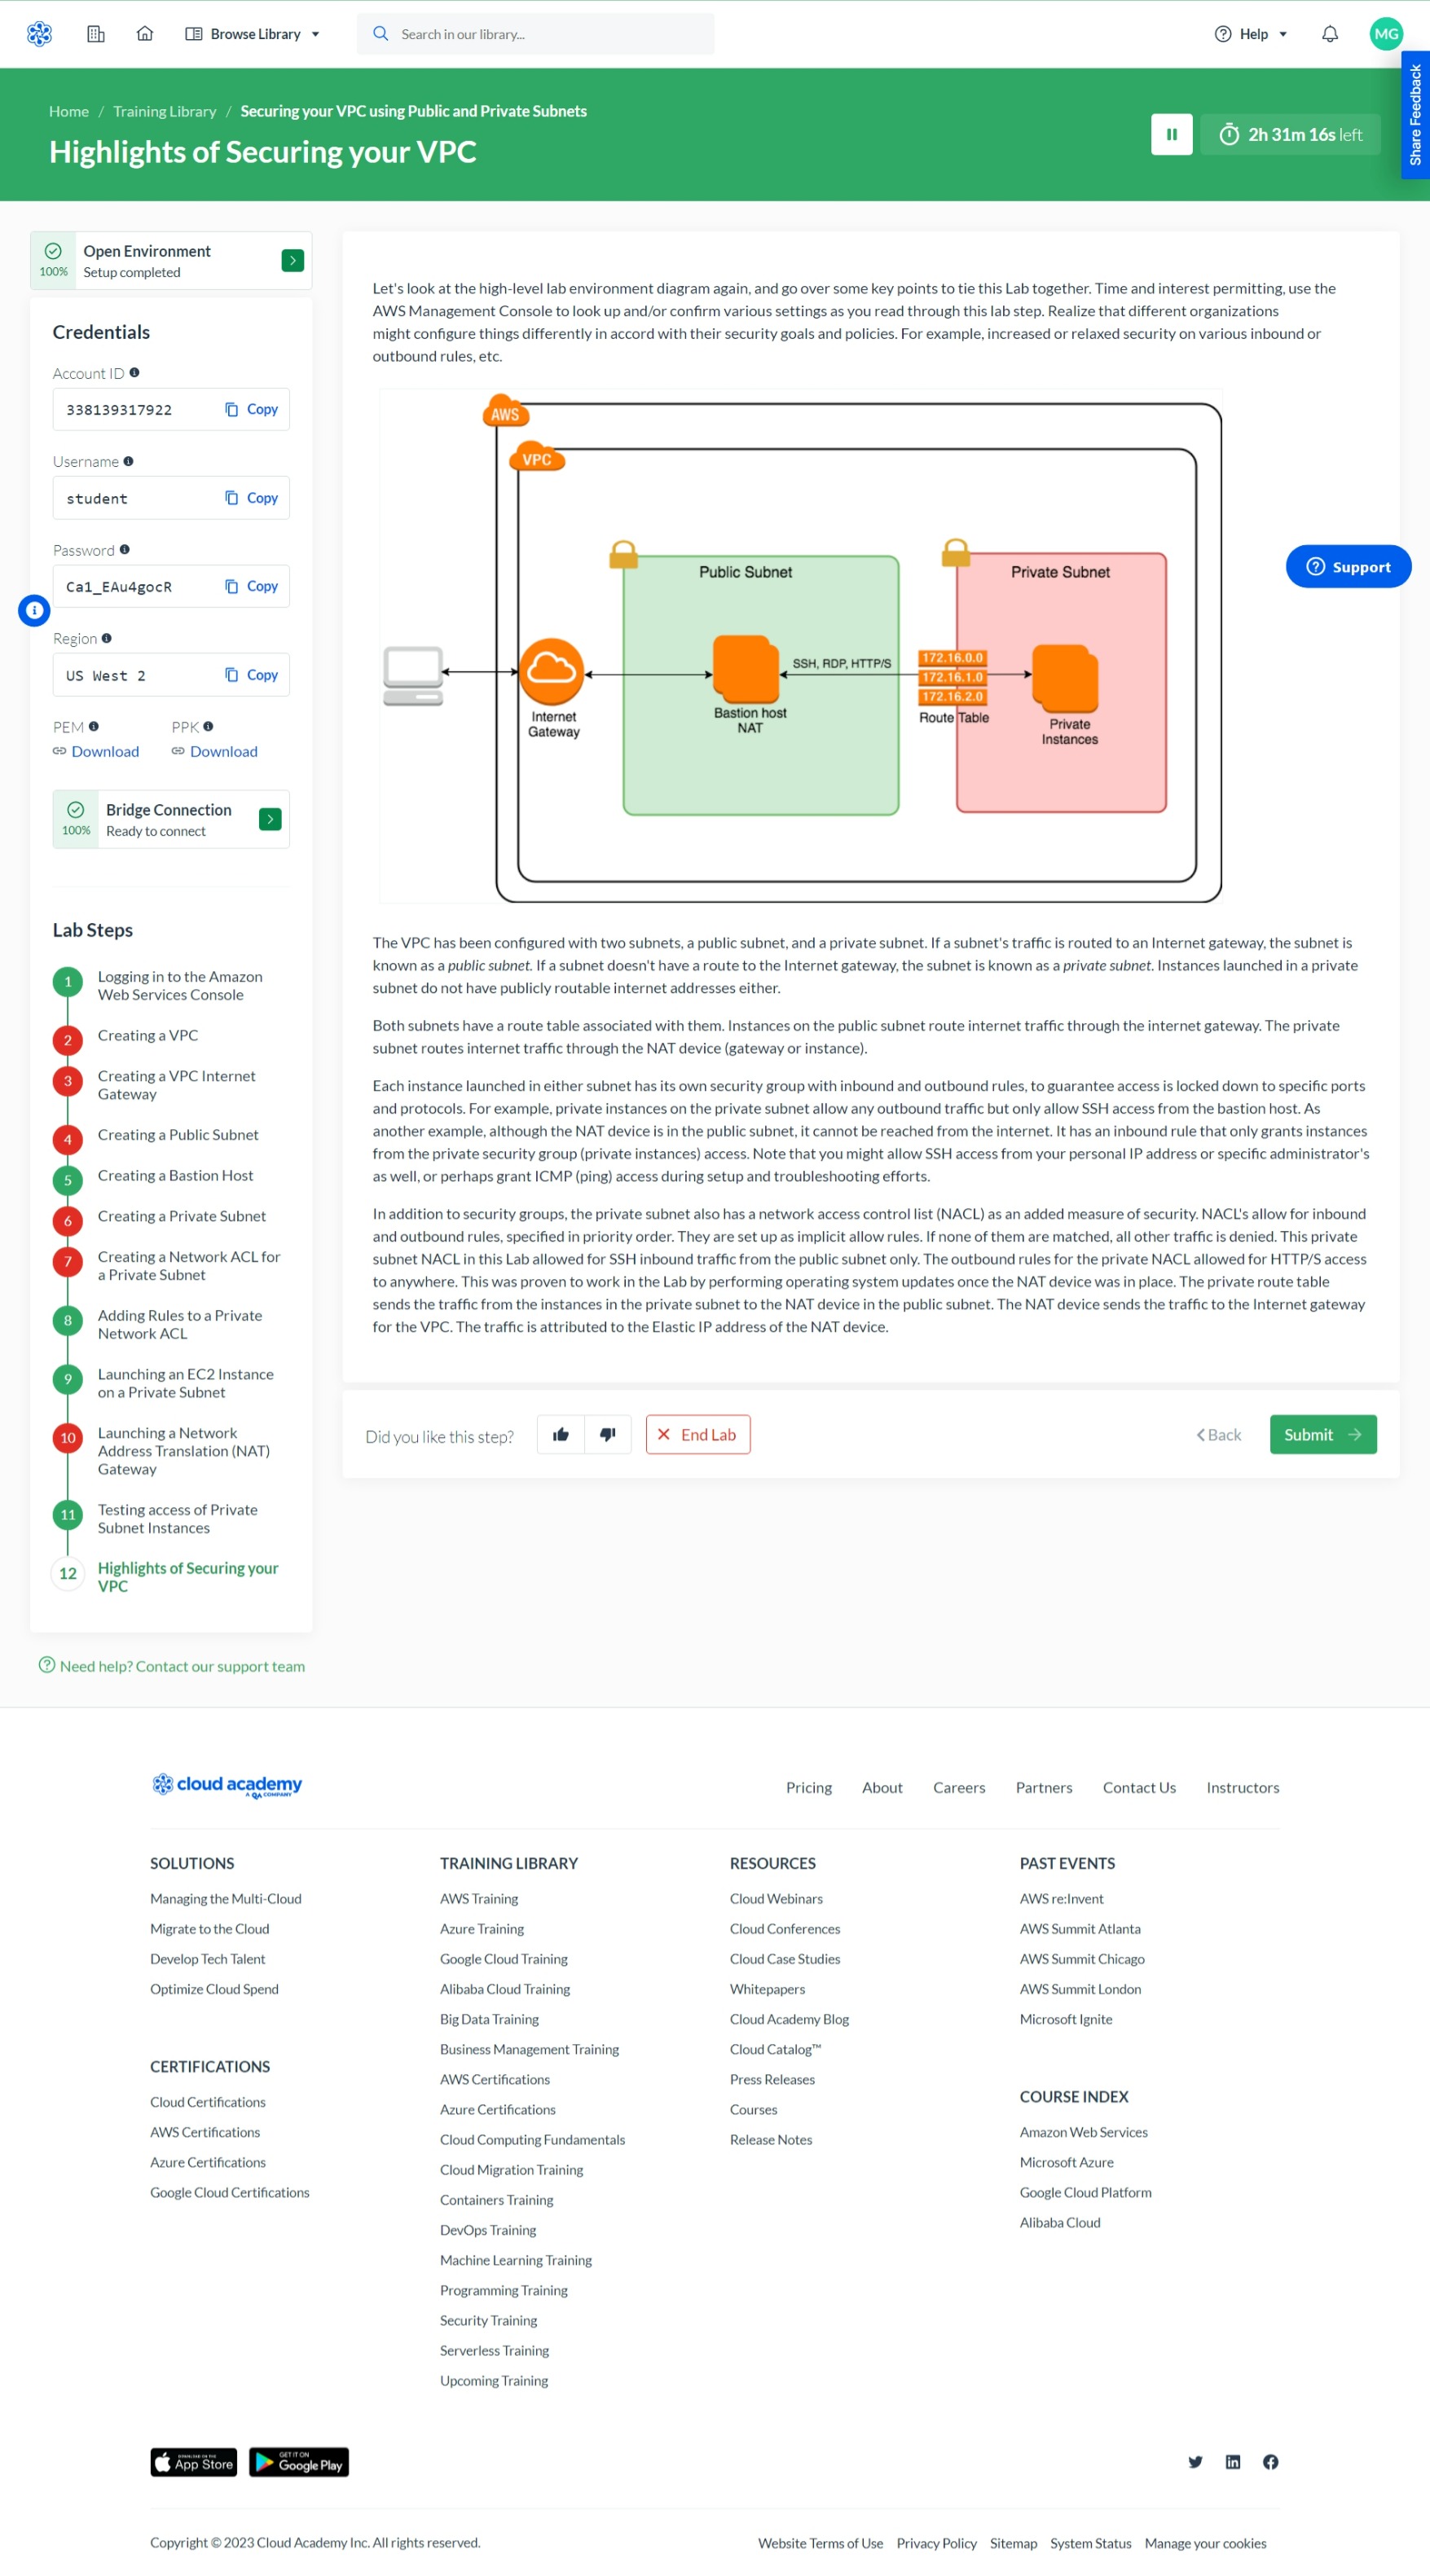 Browse Library
Search in our library...
Help
MG
Share Feedback
Home / Training Library / Securing your VPC using Public and Private Subnets
Highlights of Securing your VPC
2h 31m 16s left
100%
Open Environment
Setup completed
Credentials
Account ID
338139317922 Copy
Username
student Copy
Password
Ca1_EAu4gocR Copy
Region
US West 2 Copy
PEM PPK
Download Download
100%
Bridge Connection
Ready to connect
Lab Steps
1 Logging in to the Amazon
Web Services Console
2 Creating a VPC
3 Creating a VPC Internet
Gateway
4 Creating a Public Subnet
5 Creating a Bastion Host
6 Creating a Private Subnet
7 Creating a Network ACL for
a Private Subnet
8 Adding Rules to a Private
Network ACL
9 Launching an EC2 Instance
on a Private Subnet
10 Launching a Network
Address Translation (NAT)
Gateway
11 Testing access of Private
Subnet Instances
12 Highlights of Securing your
VPC
Need help? Contact our support team
Let's look at the high-level lab environment diagram again, and go over some key points to tie this Lab together. Time and interest permitting, use the
AWS Management Console to look up and/or confirm various settings as you read through this lab step. Realize that different organizations
might configure things differently in accord with their security goals and policies. For example, increased or relaxed security on various inbound or
outbound rules, etc.
AWS
VPC
Public Subnet
Private Subnet
Internet
Gateway
Bastion host
NAT
SSH, RDP, HTTP/S
172.16.0.0
172.16.1.0
172.16.2.0
Route Table
Private
Instances
Support
The VPC has been configured with two subnets, a public subnet, and a private subnet. If a subnet's traffic is routed to an Internet gateway, the subnet is
known as a public subnet. If a subnet doesn't have a route to the Internet gateway, the subnet is known as a private subnet. Instances launched in a private
subnet do not have publicly routable internet addresses either.
Both subnets have a route table associated with them. Instances on the public subnet route internet traffic through the internet gateway. The private
subnet routes internet traffic through the NAT device (gateway or instance).
Each instance launched in either subnet has its own security group with inbound and outbound rules, to guarantee access is locked down to specific ports
and protocols. For example, private instances on the private subnet allow any outbound traffic but only allow SSH access from the bastion host. As
another example, although the NAT device is in the public subnet, it cannot be reached from the internet. It has an inbound rule that only grants instances
from the private security group (private instances) access. Note that you might allow SSH access from your personal IP address or specific administrator's
as well, or perhaps grant ICMP (ping) access during setup and troubleshooting efforts.
In addition to security groups, the private subnet also has a network access control list (NACL) as an added measure of security. NACL's allow for inbound
and outbound rules, specified in priority order. They are set up as implicit allow rules. If none of them are matched, all other traffic is denied. This private
subnet NACL in this Lab allowed for SSH inbound traffic from the public subnet only. The outbound rules for the private NACL allowed for HTTP/S access
to anywhere. This was proven to work in the Lab by performing operating system updates once the NAT device was in place. The private route table
sends the traffic from the instances in the private subnet to the NAT device in the public subnet. The NAT device sends the traffic to the Internet gateway
for the VPC. The traffic is attributed to the Elastic IP address of the NAT device.
Did you like this step?
End Lab
Back
Submit
cloud academy
A QA COMPANY
Pricing About Careers Partners Contact Us Instructors
SOLUTIONS
Managing the Multi-Cloud
Migrate to the Cloud
Develop Tech Talent
Optimize Cloud Spend
CERTIFICATIONS
Cloud Certifications
AWS Certifications
Azure Certifications
Google Cloud Certifications
TRAINING LIBRARY
AWS Training
Azure Training
Google Cloud Training
Alibaba Cloud Training
Big Data Training
Business Management Training
AWS Certifications
Azure Certifications
Cloud Computing Fundamentals
Cloud Migration Training
Containers Training
DevOps Training
Machine Learning Training
Programming Training
Security Training
Serverless Training
Upcoming Training
RESOURCES
Cloud Webinars
Cloud Conferences
Cloud Case Studies
Whitepapers
Cloud Academy Blog
Cloud Catalog™
Press Releases
Courses
Release Notes
PAST EVENTS
AWS re:Invent
AWS Summit Atlanta
AWS Summit Chicago
AWS Summit London
Microsoft Ignite
COURSE INDEX
Amazon Web Services
Microsoft Azure
Google Cloud Platform
Alibaba Cloud
Download on the
App Store
GET IT ON
Google Play
Copyright © 2023 Cloud Academy Inc. All rights reserved.
Website Terms of Use Privacy Policy Sitemap System Status Manage your cookies